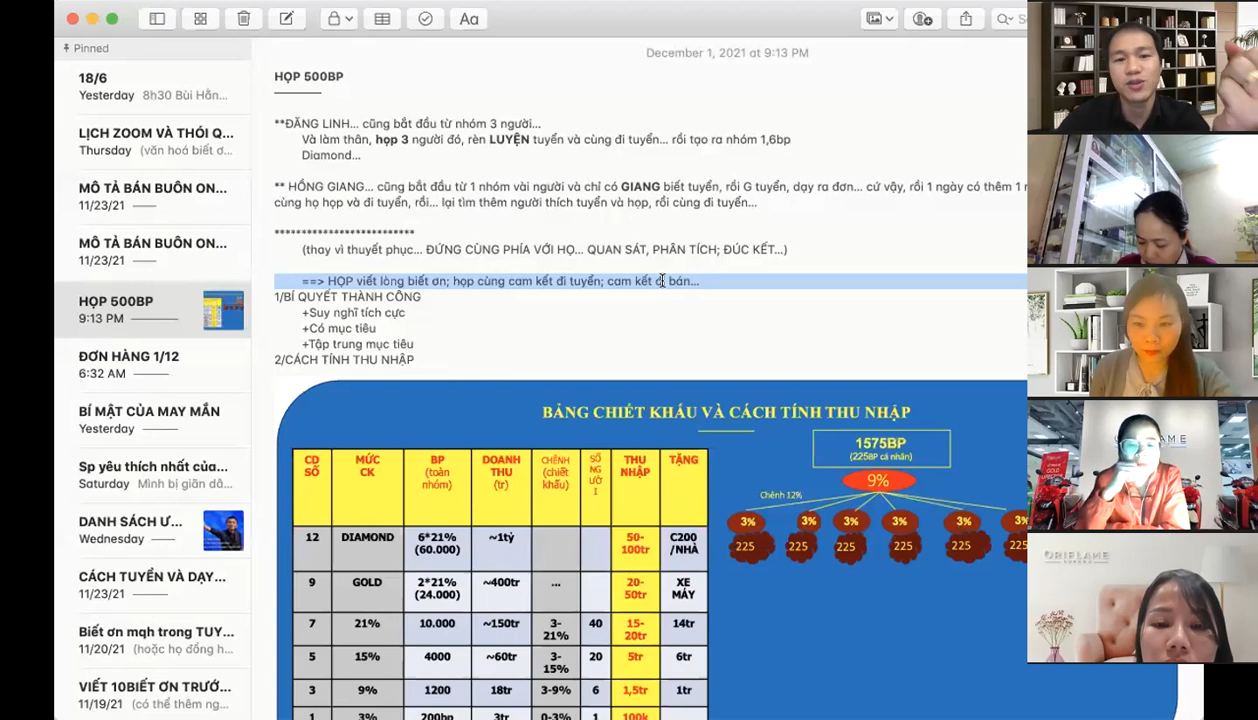 Aa
Pinned
18/6
Yesterday 8h30 Bùi Hằn...
LỊCH ZOOM VÀ THÓI Q...
Thursday (văn hoá biết ơ...
MÔ TẢ BÁN BUÔN ON...
11/23/21
MÔ TẢ BÁN BUÔN ON...
11/23/21
HỌP 500BP
9:13 PM
ĐƠN HÀNG 1/12
6:32 AM
BÍ MẬT CỦA MAY MẮN
Yesterday
Sp yêu thích nhất của...
Saturday Mình bị giãn dâ...
DANH SÁCH Ư...
Wednesday
CÁCH TUYỂN VÀ DẠY...
11/23/21
Biết ơn mqh trong TUY...
11/20/21 (hoặc họ đồng h...
VIẾT 10BIẾT ƠN TRƯỚ...
11/19/21 (có thể thêm ng...
December 1, 2021 at 9:13 PM
HỌP 500BP
**ĐĂNG LINH... cũng bắt đầu từ nhóm 3 người...
Và làm thân, họp 3 người đó, rèn LUYỆN tuyển và cùng đi tuyển... rồi tạo ra nhóm 1,6bp
Diamond...
** HỒNG GIANG... cũng bắt đầu từ 1 nhóm vài người và chỉ có GIANG biết tuyển, rồi G tuyển, dạy ra đơn... cứ vậy, rồi 1 ngày có thêm 1
cùng họ họp và đi tuyển, rồi... lại tìm thêm người thích tuyển và họp, rồi cùng đi tuyển...
**************************
(thay vì thuyết phục... ĐỨNG CÙNG PHÍA VỚI HỌ... QUAN SÁT, PHÂN TÍCH; ĐÚC KẾT...)
==> HỌP viết lòng biết ơn; họp cùng cam kết đi tuyển; cam kết đi bán...
1/BÍ QUYẾT THÀNH CÔNG
+Suy nghĩ tích cực
+Có mục tiêu
+Tập trung mục tiêu
2/CÁCH TÍNH THU NHẬP
BẢNG CHIẾT KHẤU VÀ CÁCH TÍNH THU NHẬP
CD SỐ MỨC CK BP (toàn nhóm) DOANH THU (tr) CHÊNH (chiết khấu) SỐ NGƯỜI THU NHẬP TẶNG
12 DIAMOND 6*21% (60.000) ~1tỷ 50-100tr C200 /NHÀ
9 GOLD 2*21% (24.000) ~400tr ... 20-50tr XE MÁY
7 21% 10.000 ~150tr 3-21% 40 15-20tr 14tr
5 15% 4000 ~60tr 3-15% 20 5tr 6tr
3 9% 1200 18tr 3-9% 6 1,5tr 1tr
1 3% 200bp 3tr 0-3% 1 100k
1575BP
(225BP cá nhân)
9%
Chênh 12%
3% 3% 3% 3% 3% 3%
225 225 225 225 225 225
ORIFLAME